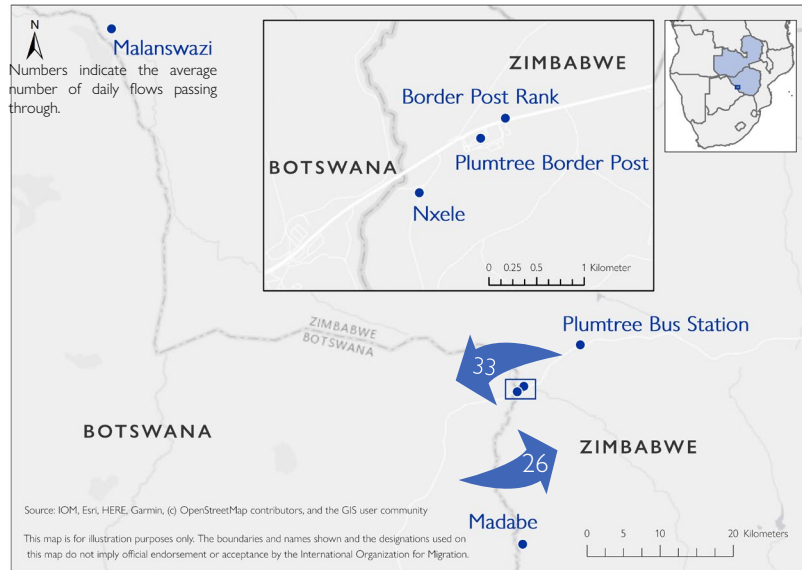 N
Malanswazi
Numbers indicate the average
number of daily flows passing
through.
ZIMBABWE
Border Post Rank
BOTSWANA
Plumtree Border Post
Nxele
0 0.25 0.5 1 Kilometer
ZIMBABWE
BOTSWANA
Plumtree Bus Station
33
BOTSWANA
ZIMBABWE
26
Source: IOM, Esri, HERE, Garmin, (c) OpenStreetMap contributors, and the GIS user community
Madabe
This map is for illustration purposes only. The boundaries and names shown and the designations used on
this map do not imply official endorsement or acceptance by the International Organization for Migration.
0 5 10 20 Kilometers